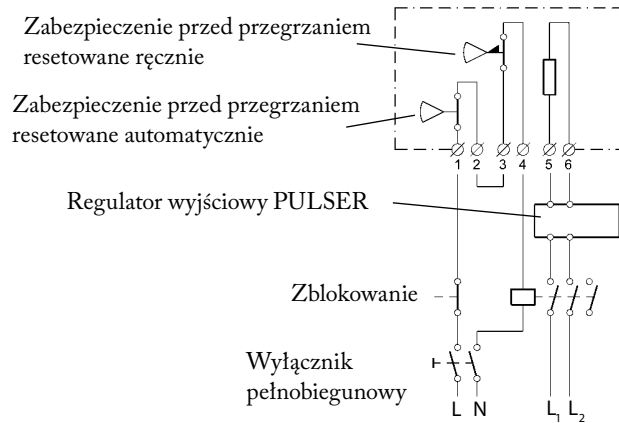 Zabezpieczenie przed przegrzaniem
resetowane ręcznie
Zabezpieczenie przed przegrzaniem
resetowane automatycznie
1 2 3 4 5 6
Regulator wyjściowy PULSER
Zblokowanie
Wyłącznik
pełnobiegunowy
L N L₁ L₂